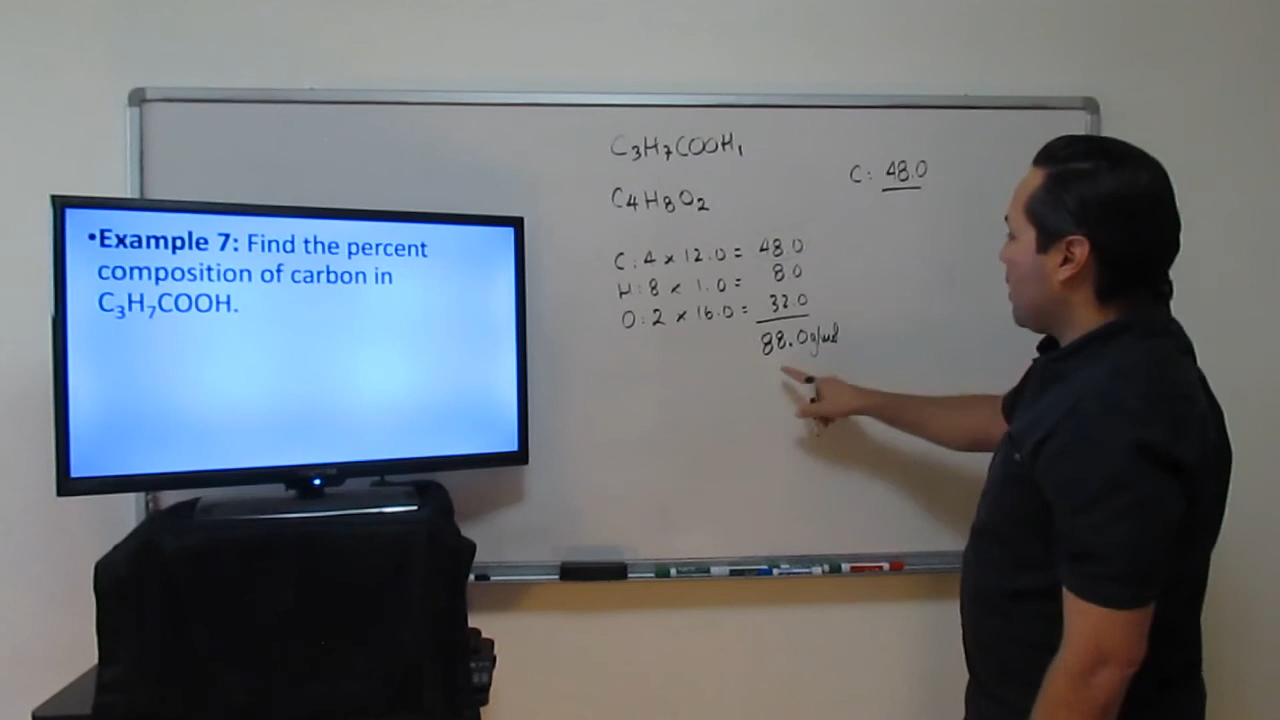 •Example 7: Find the percent
composition of carbon in
C₃H₇COOH.
C₃H₇COOH₁
C₄H₈O₂
C: 4 × 12.0 = 48.0
H: 8 × 1.0 = 8.0
O: 2 × 16.0 = 32.0
88.0g/mol
C: 48.0